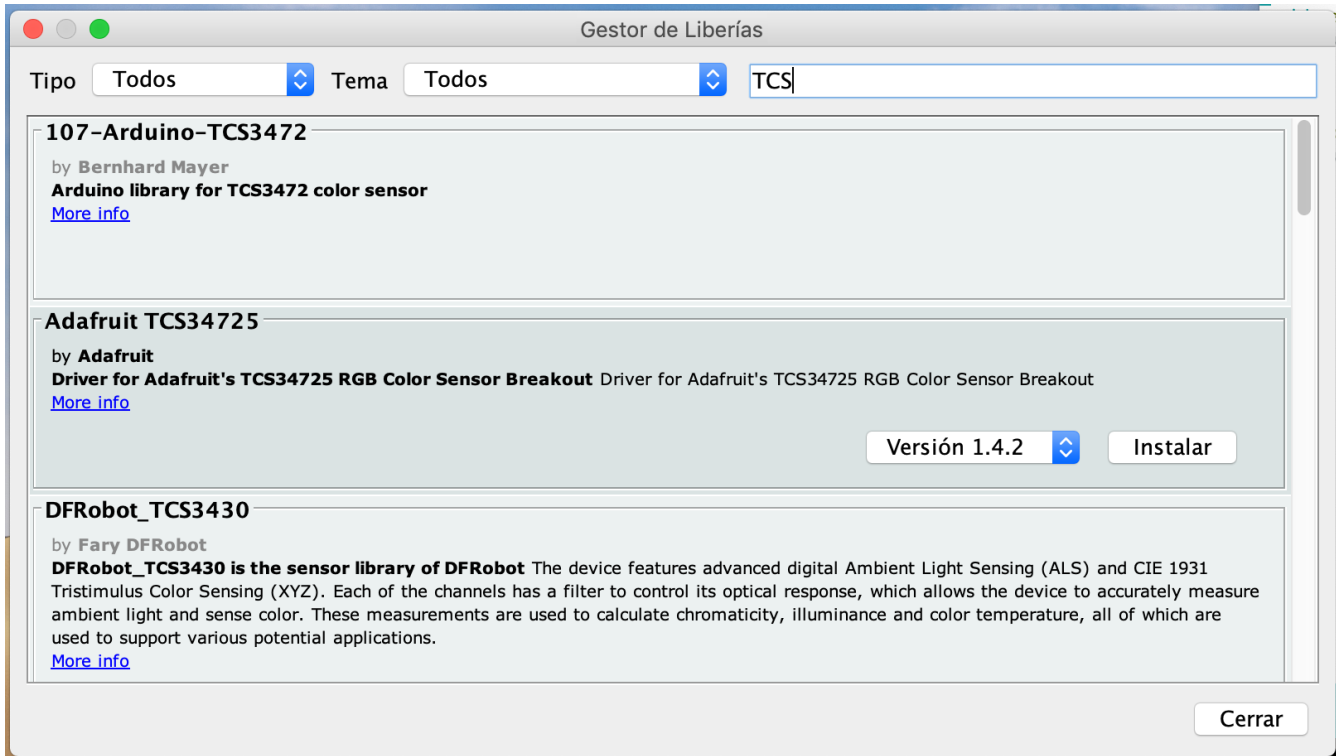 Gestor de Liberías
Tipo Todos Tema Todos TCS
107-Arduino-TCS3472
by Bernhard Mayer
Arduino library for TCS3472 color sensor
More info
Adafruit TCS34725
by Adafruit
Driver for Adafruit's TCS34725 RGB Color Sensor Breakout Driver for Adafruit's TCS34725 RGB Color Sensor Breakout
More info
Versión 1.4.2 Instalar
DFRobot_TCS3430
by Fary DFRobot
DFRobot_TCS3430 is the sensor library of DFRobot The device features advanced digital Ambient Light Sensing (ALS) and CIE 1931
Tristimulus Color Sensing (XYZ). Each of the channels has a filter to control its optical response, which allows the device to accurately measure
ambient light and sense color. These measurements are used to calculate chromaticity, illuminance and color temperature, all of which are
used to support various potential applications.
More info
Cerrar